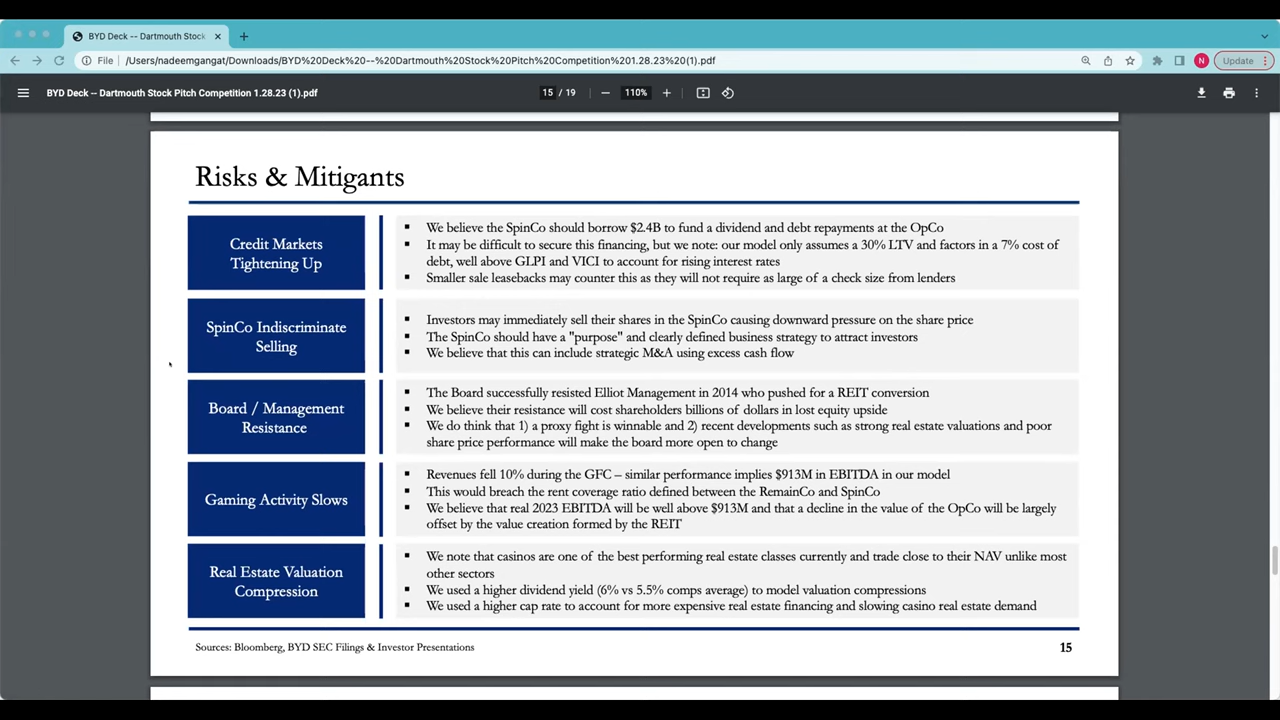 BYD Deck -- Dartmouth Stock
File
/Users/nadeemgangat/Downloads/BYD%20Deck%20--%20Dartmouth%20Stock%20Pitch%20Competition%201.28.23%20(1).pdf
N
Update
BYD Deck -- Dartmouth Stock Pitch Competition 1.28.23 (1).pdf
15 / 19
110%
Risks & Mitigants
Credit Markets
Tightening Up
▪ We believe the SpinCo should borrow $2.4B to fund a dividend and debt repayments at the OpCo
▪ It may be difficult to secure this financing, but we note: our model only assumes a 30% LTV and factors in a 7% cost of
debt, well above GLPI and VICI to account for rising interest rates
▪ Smaller sale leasebacks may counter this as they will not require as large of a check size from lenders
SpinCo Indiscriminate
Selling
▪ Investors may immediately sell their shares in the SpinCo causing downward pressure on the share price
▪ The SpinCo should have a "purpose" and clearly defined business strategy to attract investors
▪ We believe that this can include strategic M&A using excess cash flow
Board / Management
Resistance
▪ The Board successfully resisted Elliot Management in 2014 who pushed for a REIT conversion
▪ We believe their resistance will cost shareholders billions of dollars in lost equity upside
▪ We do think that 1) a proxy fight is winnable and 2) recent developments such as strong real estate valuations and poor
share price performance will make the board more open to change
Gaming Activity Slows
▪ Revenues fell 10% during the GFC – similar performance implies $913M in EBITDA in our model
▪ This would breach the rent coverage ratio defined between the RemainCo and SpinCo
▪ We believe that real 2023 EBITDA will be well above $913M and that a decline in the value of the OpCo will be largely
offset by the value creation formed by the REIT
Real Estate Valuation
Compression
▪ We note that casinos are one of the best performing real estate classes currently and trade close to their NAV unlike most
other sectors
▪ We used a higher dividend yield (6% vs 5.5% comps average) to model valuation compressions
▪ We used a higher cap rate to account for more expensive real estate financing and slowing casino real estate demand
Sources: Bloomberg, BYD SEC Filings & Investor Presentations
15